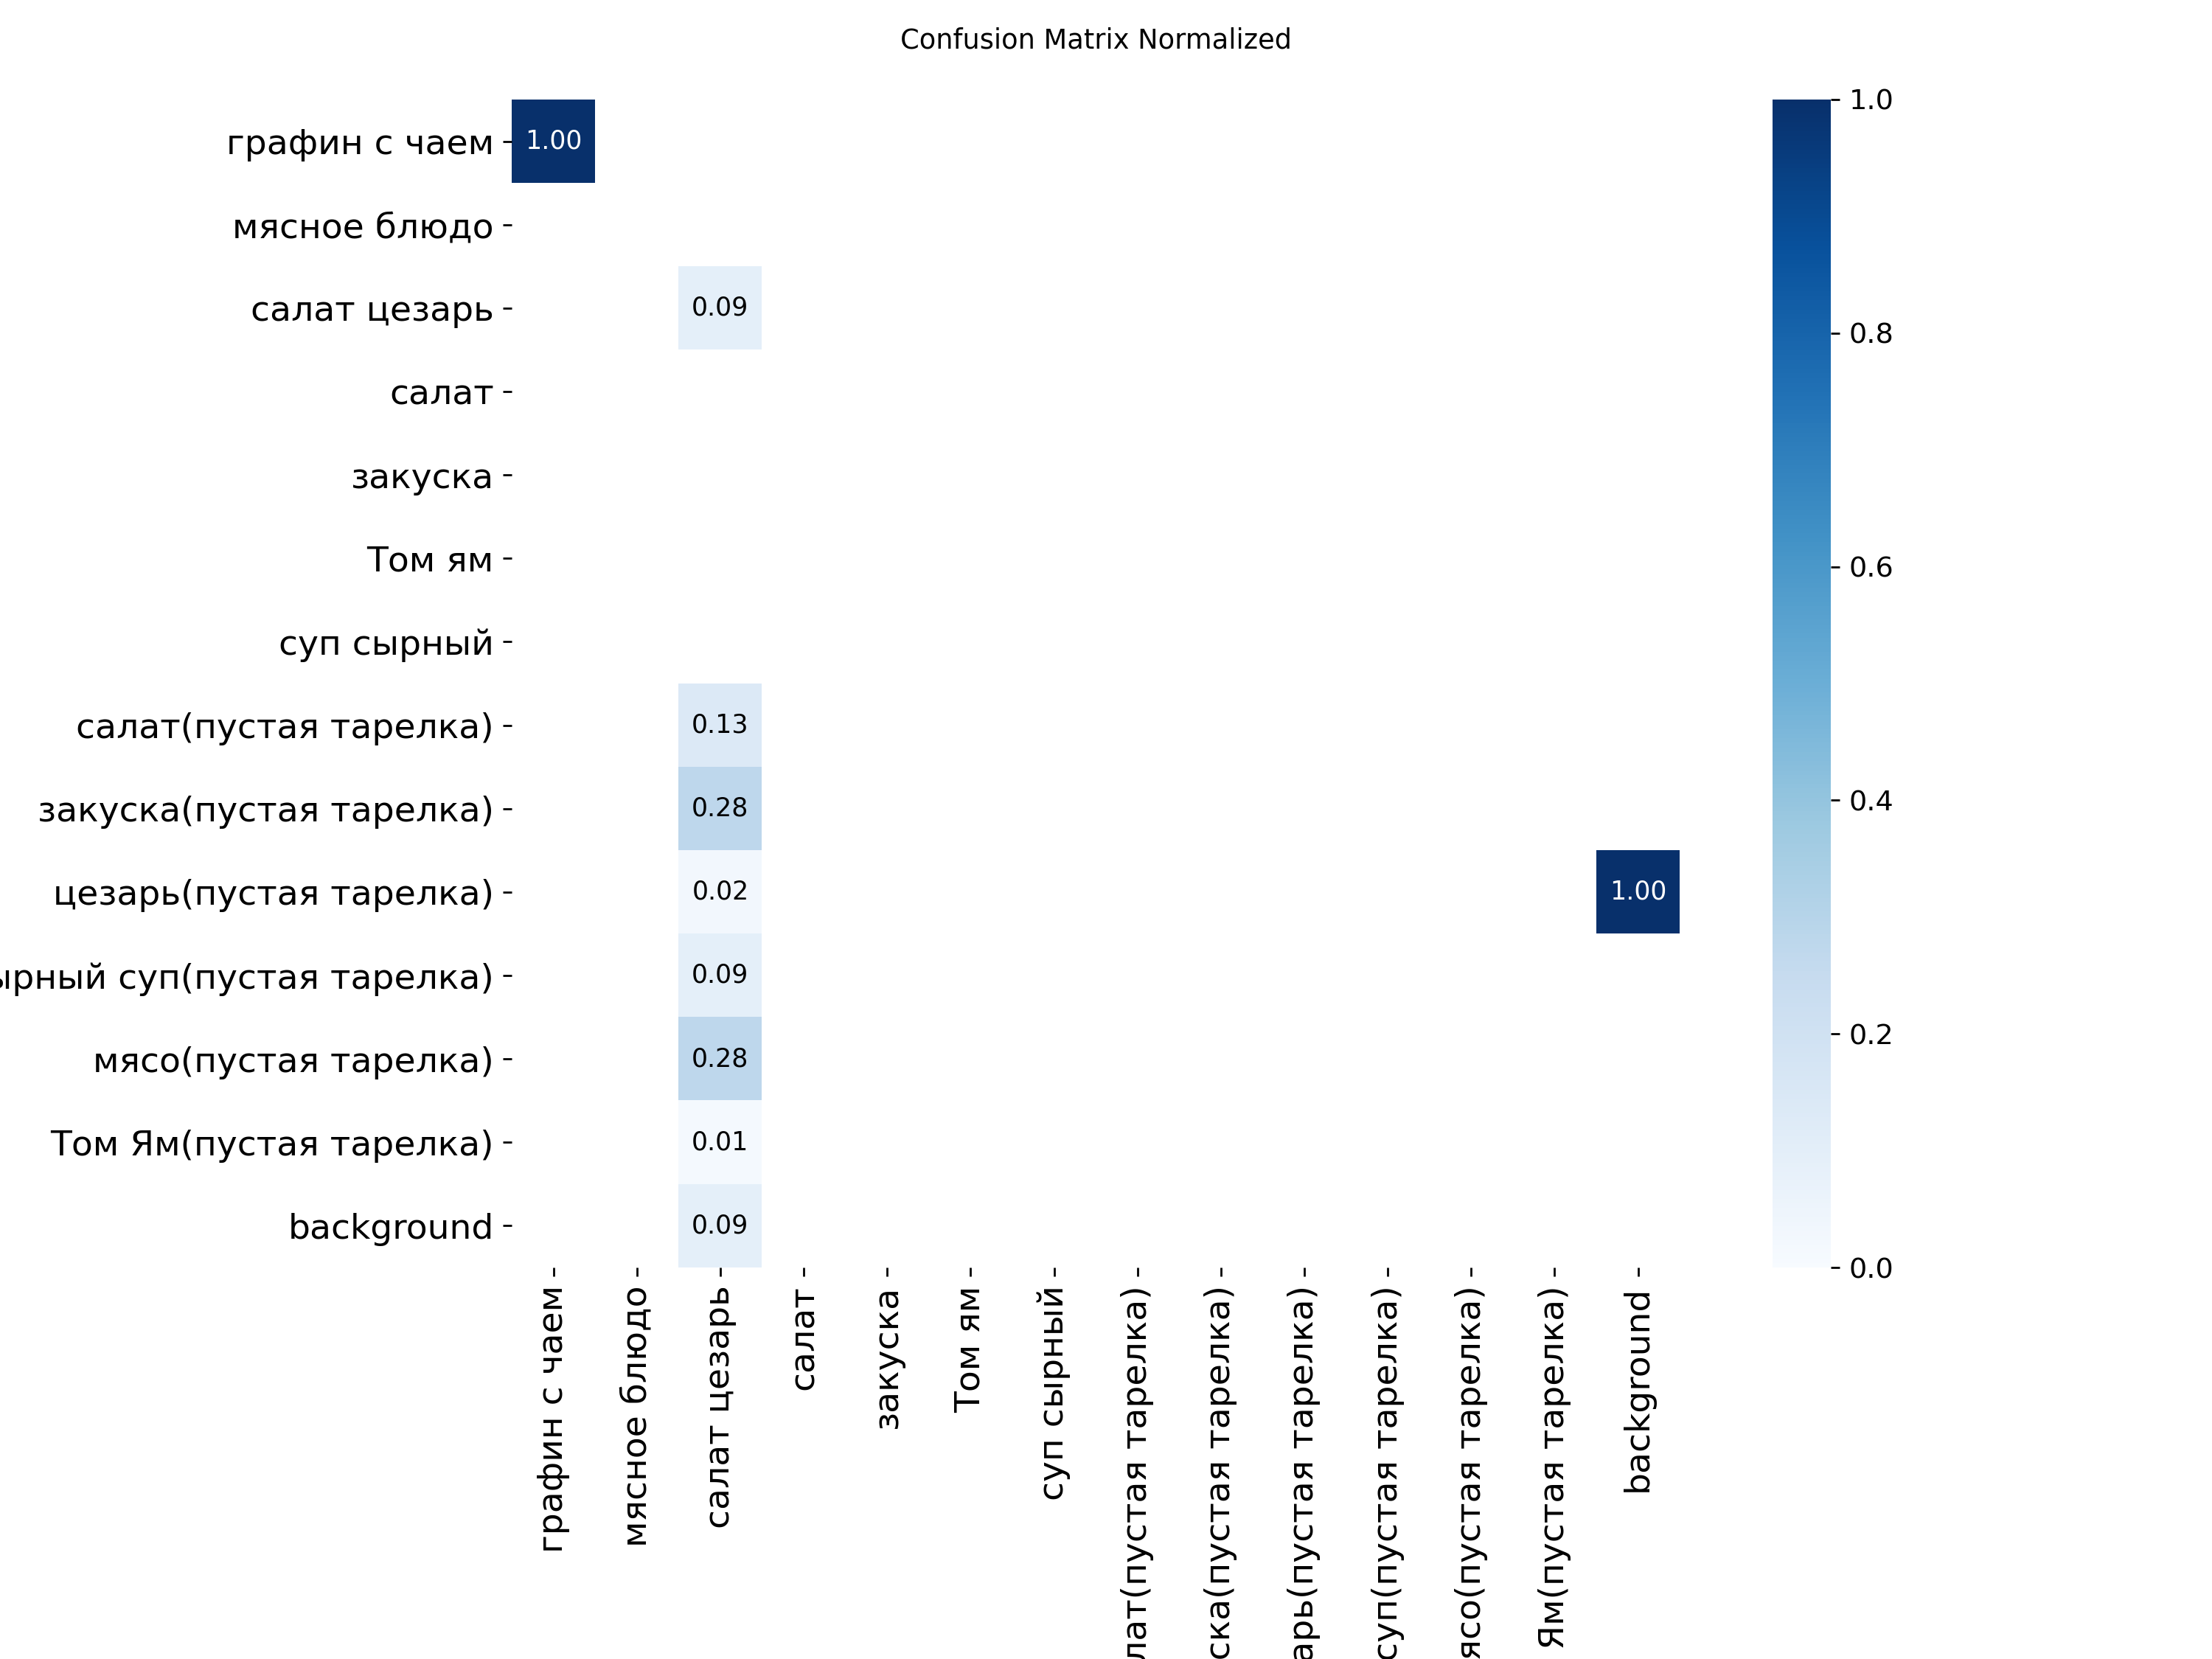 Confusion Matrix Normalized
графин с чаем
1.00
мясное блюдо
салат цезарь
0.09
салат
закуска
Том ям
суп сырный
салат(пустая тарелка)
0.13
закуска(пустая тарелка)
0.28
цезарь(пустая тарелка)
0.02
1.00
ырный суп(пустая тарелка)
0.09
мясо(пустая тарелка)
0.28
Том Ям(пустая тарелка)
0.01
background
0.09
графин с чаем
мясное блюдо
салат цезарь
салат
закуска
Том ям
суп сырный
лат(пустая тарелка)
ска(пустая тарелка)
арь(пустая тарелка)
суп(пустая тарелка)
ясо(пустая тарелка)
Ям(пустая тарелка)
background
1.0
0.8
0.6
0.4
0.2
0.0